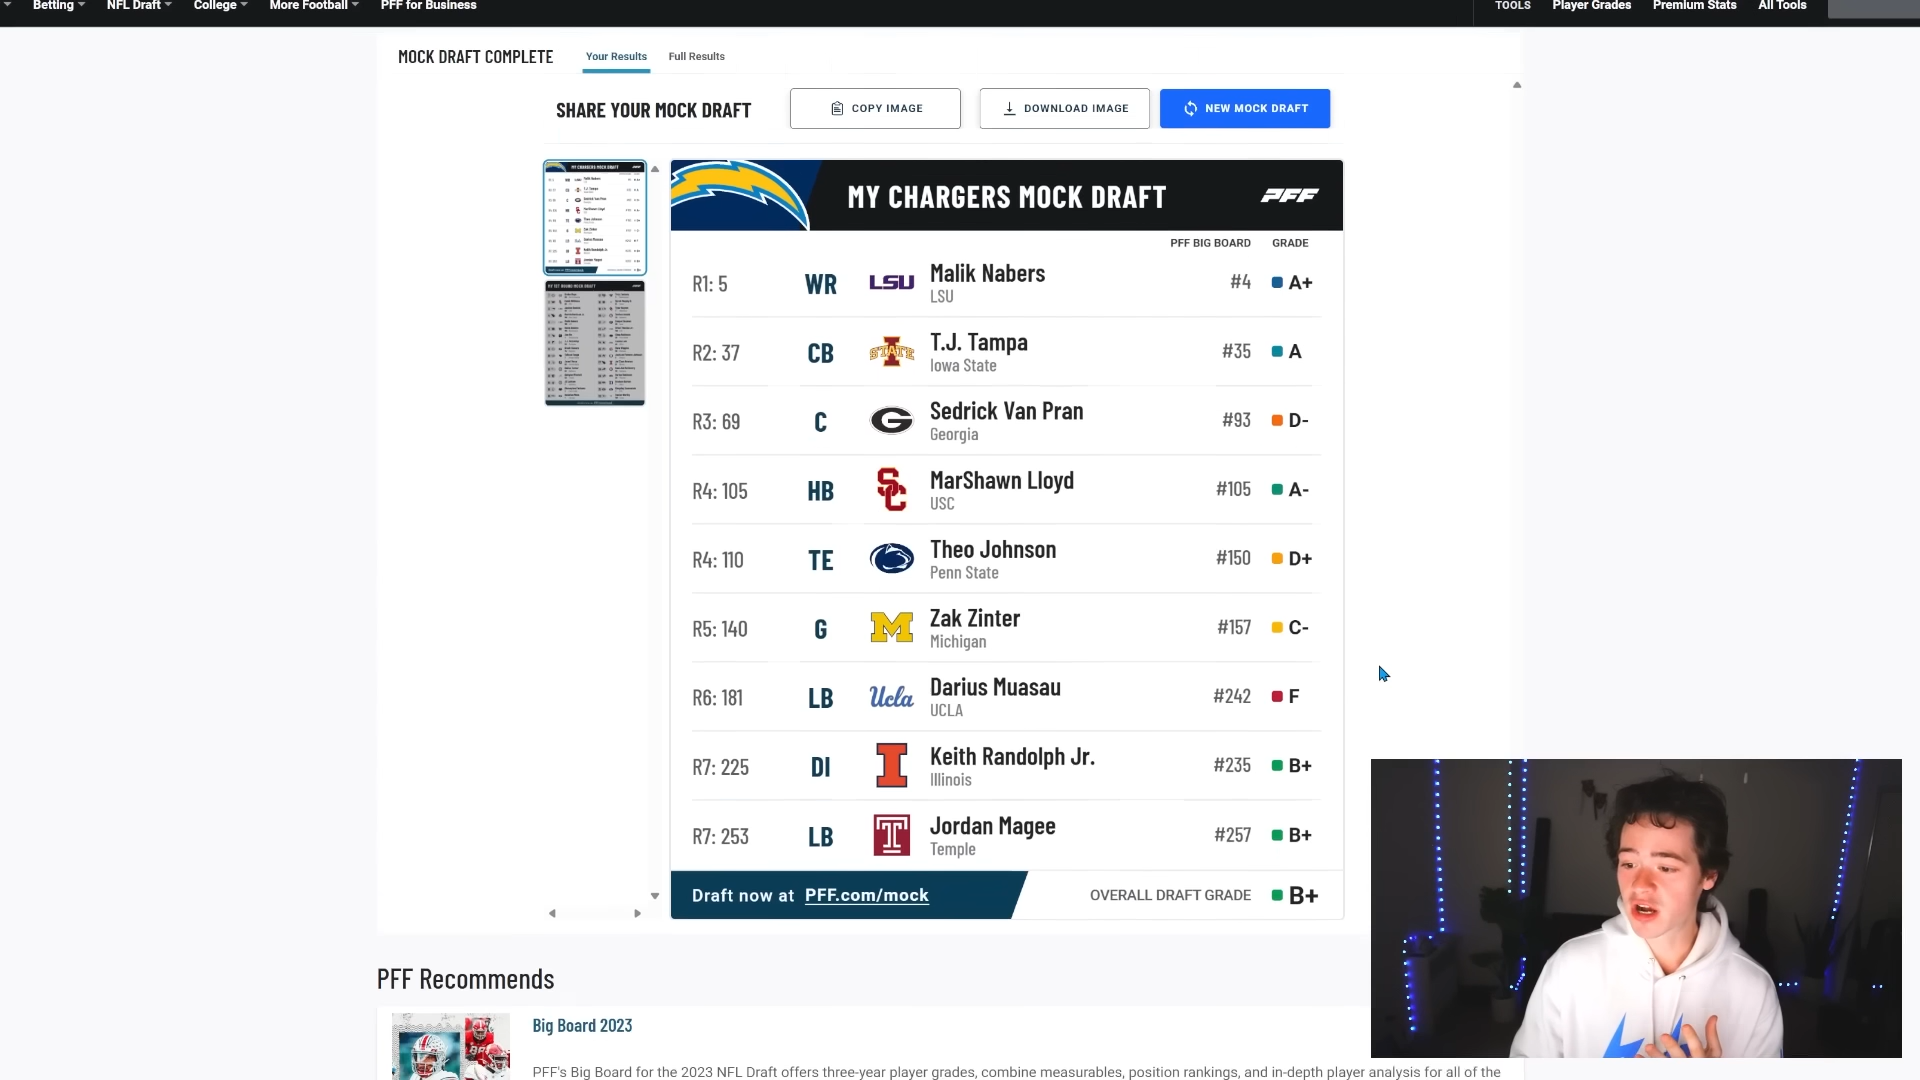 Betting NFL Draft College More Football PFF for Business TOOLS Player Grades Premium Stats All Tools
MOCK DRAFT COMPLETE Your Results Full Results
SHARE YOUR MOCK DRAFT COPY IMAGE DOWNLOAD IMAGE NEW MOCK DRAFT
MY CHARGERS MOCK DRAFT PFF
PFF BIG BOARD GRADE
R1: 5 WR LSU Malik Nabers #4 A+
LSU
R2: 37 CB STATE T.J. Tampa #35 A
Iowa State
R3: 69 C G Sedrick Van Pran #93 D-
Georgia
R4: 105 HB SC MarShawn Lloyd #105 A-
USC
R4: 110 TE Theo Johnson #150 D+
Penn State
R5: 140 G M Zak Zinter #157 C-
Michigan
R6: 181 LB Ucla Darius Muasau #242 F
UCLA
R7: 225 DI I Keith Randolph Jr. #235 B+
Illinois
R7: 253 LB T Jordan Magee #257 B+
Temple
Draft now at PFF.com/mock OVERALL DRAFT GRADE B+
PFF Recommends
Big Board 2023
PFF's Big Board for the 2023 NFL Draft offers three-year player grades, combine measurables, position rankings, and in-depth player analysis for all of the